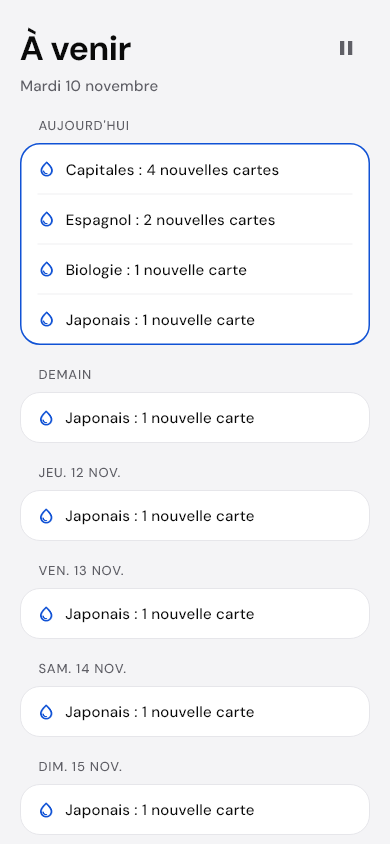 À venir
Mardi 10 novembre
AUJOURD'HUI
Capitales : 4 nouvelles cartes
Espagnol : 2 nouvelles cartes
Biologie : 1 nouvelle carte
Japonais : 1 nouvelle carte
DEMAIN
Japonais : 1 nouvelle carte
JEU. 12 NOV.
Japonais : 1 nouvelle carte
VEN. 13 NOV.
Japonais : 1 nouvelle carte
SAM. 14 NOV.
Japonais : 1 nouvelle carte
DIM. 15 NOV.
Japonais : 1 nouvelle carte